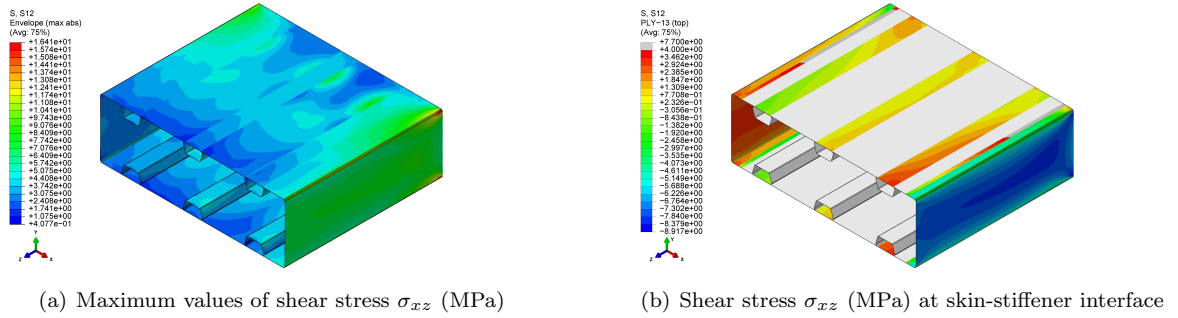 S, S12
Envelope (max abs)
(Avg: 75%)
+1.641e+01
+1.574e+01
+1.508e+01
+1.441e+01
+1.374e+01
+1.308e+01
+1.241e+01
+1.174e+01
+1.108e+01
+1.041e+01
+9.743e+00
+9.076e+00
+8.409e+00
+7.742e+00
+7.076e+00
+6.409e+00
+5.742e+00
+5.075e+00
+4.408e+00
+3.742e+00
+3.075e+00
+2.408e+00
+1.741e+00
+1.075e+00
+4.077e-01
Y
Z
X
(a) Maximum values of shear stress σxz (MPa)
S, S12
PLY-13 (top)
(Avg: 75%)
+7.700e+00
+4.000e+00
+3.462e+00
+2.924e+00
+2.385e+00
+1.847e+00
+1.309e+00
+7.708e-01
+2.326e-01
-3.056e-01
-8.438e-01
-1.382e+00
-1.920e+00
-2.458e+00
-2.997e+00
-3.535e+00
-4.073e+00
-4.611e+00
-5.149e+00
-5.688e+00
-6.226e+00
-6.764e+00
-7.302e+00
-7.840e+00
-8.379e+00
-8.917e+00
Y
Z
X
(b) Shear stress σxz (MPa) at skin-stiffener interface